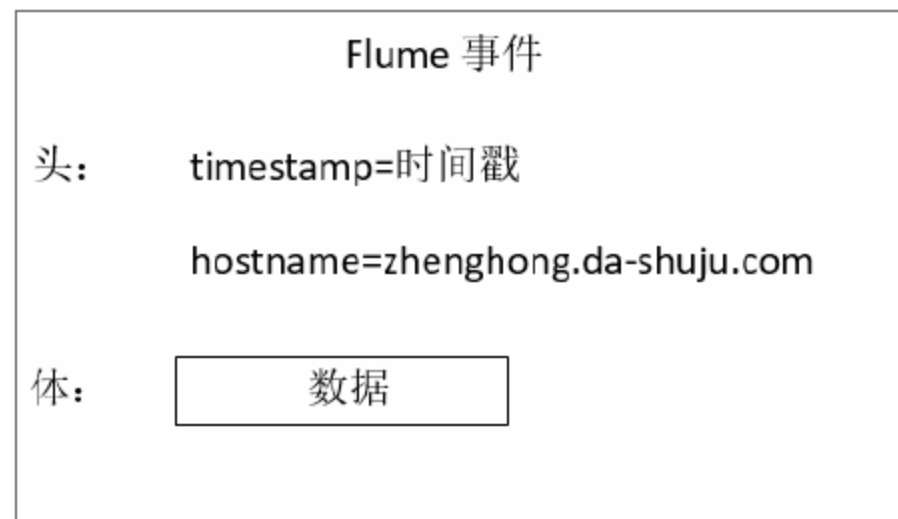 Flume 事件
头： timestamp=时间戳
hostname=zhenghong.da-shuju.com
体： 数据